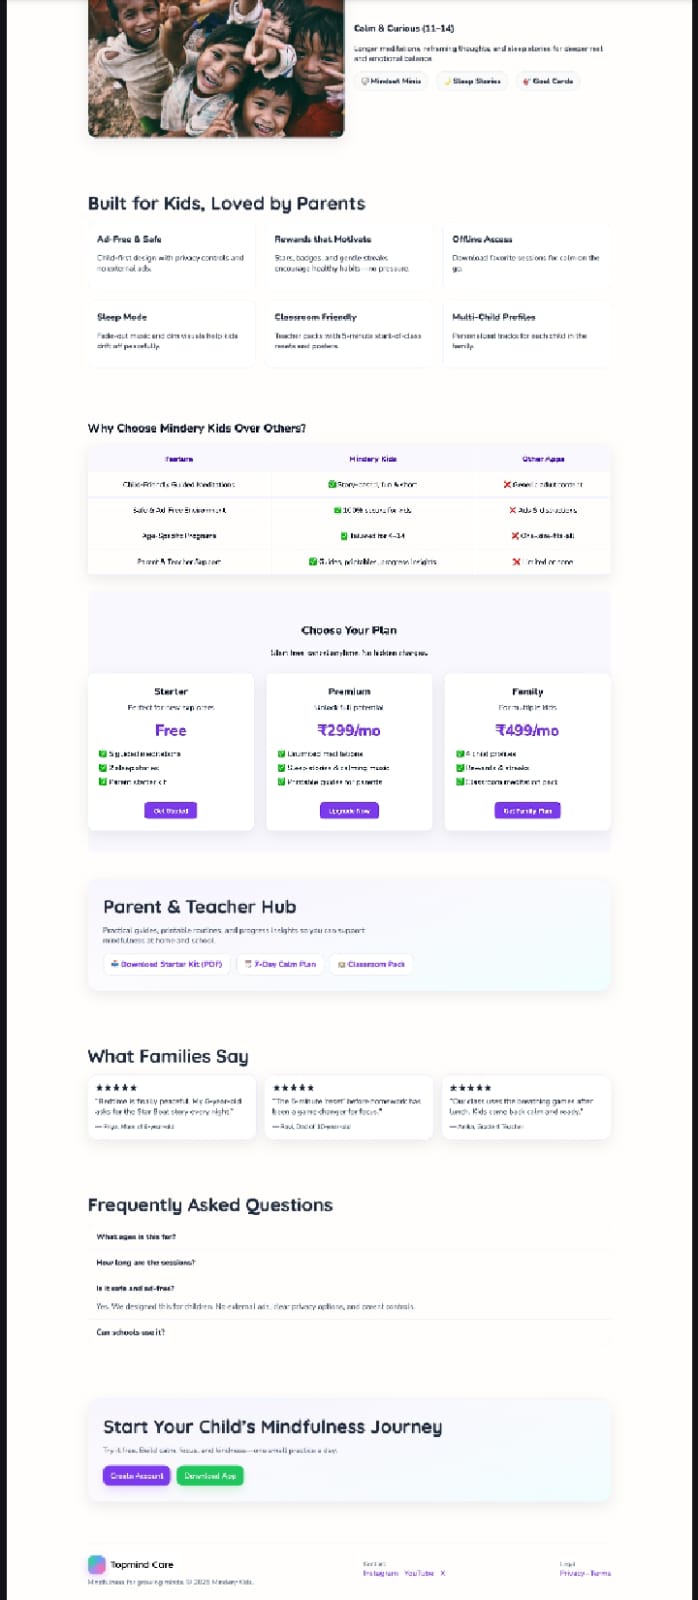 Calm & Curious (11–14)
Longer meditations, reframing thoughts, and sleep stories for deeper rest
and emotional balance.
Mindset Minis
Sleep Stories
Goal Cards
Built for Kids, Loved by Parents
Ad-Free & Safe
Child-first design with privacy controls and
no external ads.
Rewards that Motivate
Stars, badges, and gentle streaks
encourage healthy habits—no pressure.
Offline Access
Download favorite sessions for calm on the
go.
Sleep Mode
Fade-out music and dim visuals help kids
drift off peacefully.
Classroom Friendly
Teacher packs with 5-minute start-of-class
resets and posters.
Multi-Child Profiles
Personalized tracks for each child in the
family.
Why Choose Mindery Kids Over Others?
Feature Mindery Kids Other Apps
Child-Friendly Guided Meditations ✅ Story-based, fun & short ❌ Generic adult content
Safe & Ad-Free Environment ✅ 100% secure for kids ❌ Ads & distractions
Age-Specific Programs ✅ Tailored for 4–14 ❌ One-size-fits-all
Parent & Teacher Support ✅ Guides, printables, progress insights ❌ Limited or none
Choose Your Plan
Start free, cancel anytime. No hidden charges.
Starter
Perfect for new explorers
Free
✅ 5 guided meditations
✅ 2 sleep stories
✅ Parent starter kit
Get Started
Premium
Unlock full potential
₹299/mo
✅ Unlimited meditations
✅ Sleep stories & calming music
✅ Printable guides for parents
Upgrade Now
Family
For multiple kids
₹499/mo
✅ 4 child profiles
✅ Rewards & streaks
✅ Classroom meditation pack
Get Family Plan
Parent & Teacher Hub
Practical guides, printable routines, and progress insights so you can support
mindfulness at home and school.
Download Starter Kit (PDF)
7-Day Calm Plan
Classroom Pack
What Families Say
★★★★★
"Bedtime is finally peaceful. My 6-year-old
asks for the Star Boat story every night."
— Priya, Mom of 6-year-old
★★★★★
"The 5-minute 'reset' before homework has
been a game-changer for focus."
— Ravi, Dad of 10-year-old
★★★★★
"Our class uses the breathing games after
lunch. Kids come back calm and ready."
Teacher
Frequently Asked Questions
What ages is this for?
How long are the sessions?
Is it safe and ad-free?
Yes. We designed this for children. No external ads, clear privacy options, and parent controls.
Can schools use it?
Start Your Child's Mindfulness Journey
Try it free. Build calm, focus, and kindness—one small practice a day.
Create Account
Download App
Topmind Care
Mindfulness for growing minds. © 2025 Mindery Kids.
Contact
Instagram · YouTube · X
Legal
Privacy · Terms